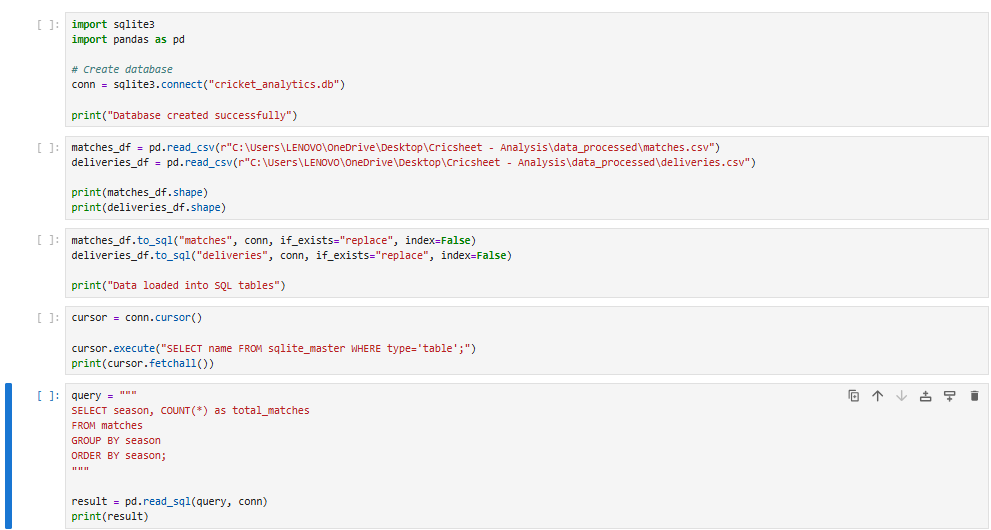 [ ]: import sqlite3
import pandas as pd
# Create database
conn = sqlite3.connect("cricket_analytics.db")
print("Database created successfully")
[ ]: matches_df = pd.read_csv(r"C:\Users\LENOVO\OneDrive\Desktop\Cricsheet - Analysis\data_processed\matches.csv")
deliveries_df = pd.read_csv(r"C:\Users\LENOVO\OneDrive\Desktop\Cricsheet - Analysis\data_processed\deliveries.csv")
print(matches_df.shape)
print(deliveries_df.shape)
[ ]: matches_df.to_sql("matches", conn, if_exists="replace", index=False)
deliveries_df.to_sql("deliveries", conn, if_exists="replace", index=False)
print("Data loaded into SQL tables")
[ ]: cursor = conn.cursor()
cursor.execute("SELECT name FROM sqlite_master WHERE type='table';")
print(cursor.fetchall())
[ ]: query = """
SELECT season, COUNT(*) as total_matches
FROM matches
GROUP BY season
ORDER BY season;
"""
result = pd.read_sql(query, conn)
print(result)